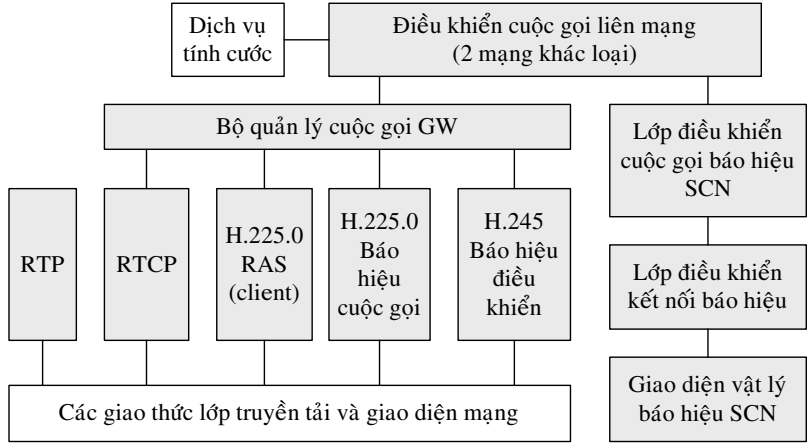 Dịch vụ
tính cước
Điều khiển cuộc gọi liên mạng
(2 mạng khác loại)
Bộ quản lý cuộc gọi GW
Lớp điều khiển
cuộc gọi báo hiệu
SCN
RTP
RTCP
H.225.0
RAS
(client)
H.225.0
Báo
hiệu
cuộc gọi
H.245
Báo hiệu
điều
khiển
Lớp điều khiển
kết nối báo hiệu
Các giao thức lớp truyền tải và giao diện mạng
Giao diện vật lý
báo hiệu SCN